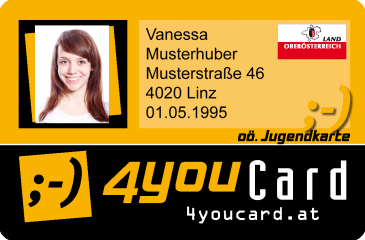 Vanessa
Musterhuber
Musterstraße 46
4020 Linz
01.05.1995
LAND
OBERÖSTERREICH
;-)
oö. Jugendkarte
;-) 4youCard
4youcard.at